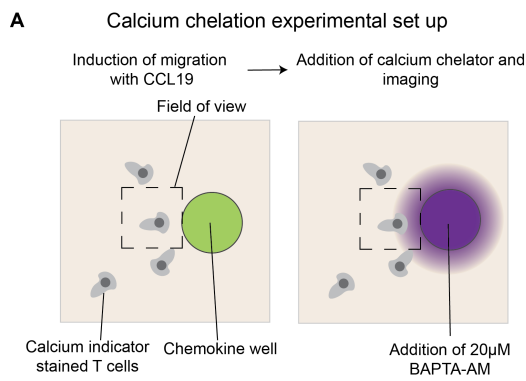 A
Calcium chelation experimental set up
Induction of migration
with CCL19
Addition of calcium chelator and
imaging
Field of view
Calcium indicator
stained T cells
Chemokine well
Addition of 20µM
BAPTA-AM